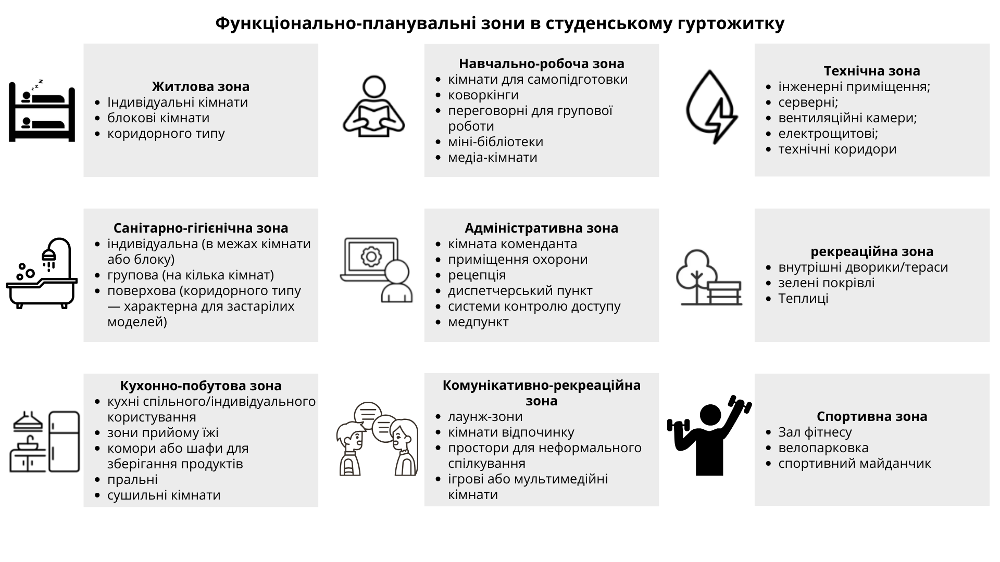 Функціонально-планувальні зони в студенському гуртожитку
Житлова зона
• Індивідуальні кімнати
• блокові кімнати
• коридорного типу
Навчально-робоча зона
• кімнати для самопідготовки
• коворкінги
• переговорні для групової
роботи
• міні-бібліотеки
• медіа-кімнати
Технічна зона
• інженерні приміщення;
• серверні;
• вентиляційні камери;
• електрощитові;
• технічні коридори
Санітарно-гігієнічна зона
• індивідуальна (в межах кімнати
або блоку)
• групова (на кілька кімнат)
• поверхова (коридорного типу
— характерна для застарілих
моделей)
Адміністративна зона
• кімната коменданта
• приміщення охорони
• рецепція
• диспетчерський пункт
• системи контролю доступу
• медпункт
рекреаційна зона
• внутрішні дворики/тераси
• зелені покрівлі
• Теплиці
Кухонно-побутова зона
• кухні спільного/індивідуального
користування
• зони прийому їжі
• комори або шафи для
зберігання продуктів
• пральні
• сушильні кімнати
Комунікативно-рекреаційна
зона
• лаунж-зони
• кімнати відпочинку
• простори для неформального
спілкування
• ігрові або мультимедійні
кімнати
Спортивна зона
• Зал фітнесу
• велопарковка
• спортивний майданчик